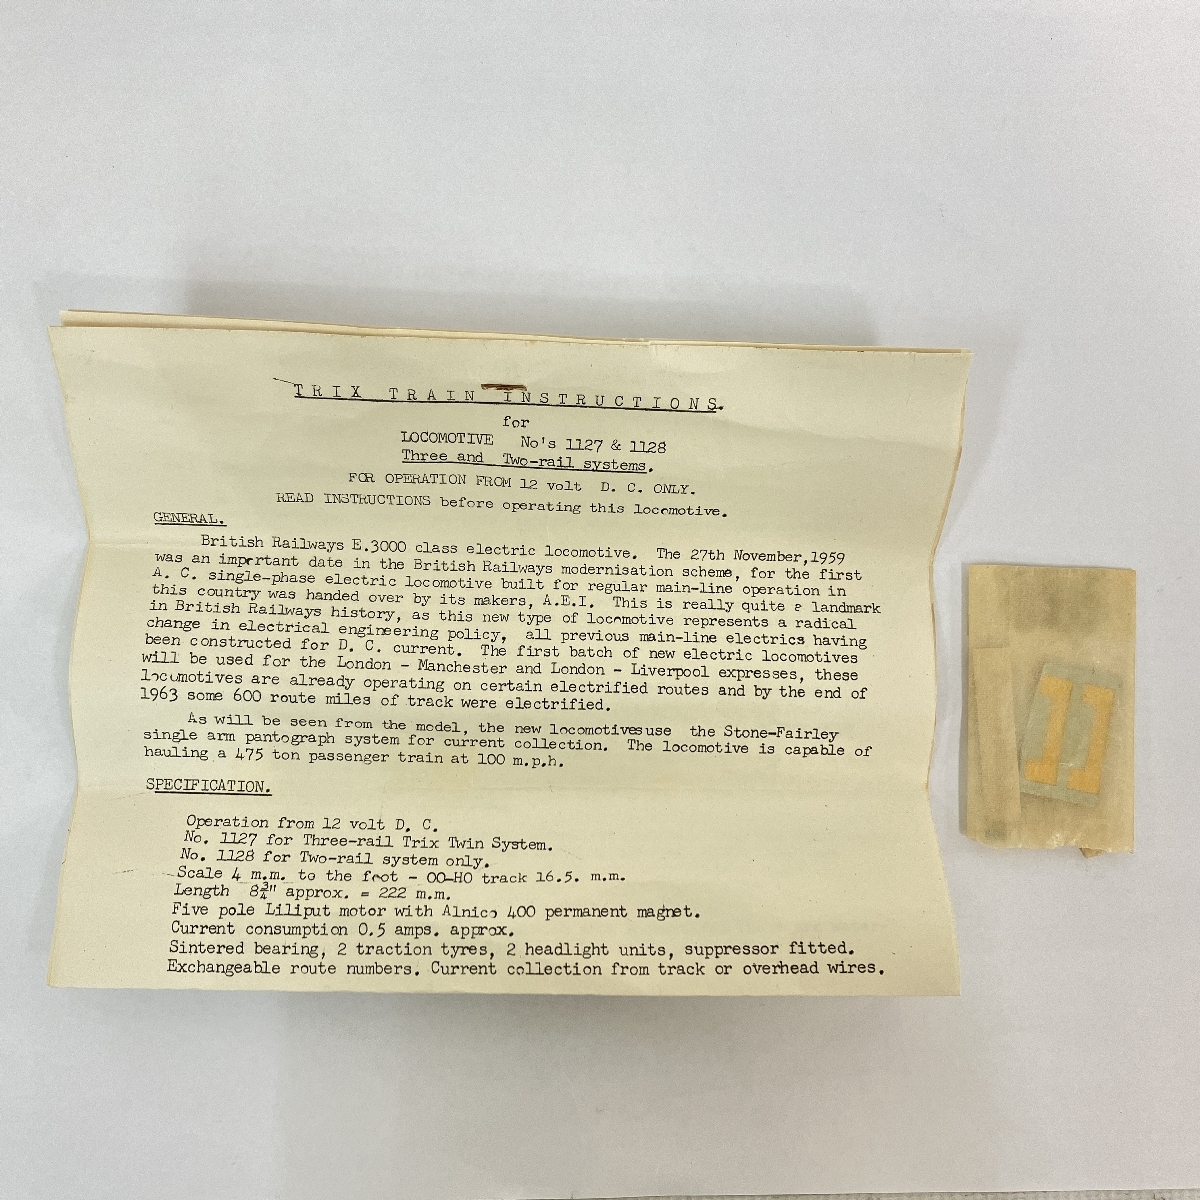 TRIX TRAIN INSTRUCTIONS.
for
LOCOMOTIVE No's 1127 & 1128
Three and Two-rail systems.
FOR OPERATION FROM 12 volt D. C. ONLY.
READ INSTRUCTIONS before operating this locomotive.
GENERAL.
British Railways E.3000 class electric locomotive. The 27th November,1959
was an important date in the British Railways modernisation scheme, for the first
A. C. single-phase electric locomotive built for regular main-line operation in
this country was handed over by its makers, A.E.I. This is really quite a landmark
in British Railways history, as this new type of locomotive represents a radical
change in electrical engineering policy, all previous main-line electrics having
been constructed for D. C. current. The first batch of new electric locomotives
will be used for the London - Manchester and London - Liverpool expresses, these
locumotives are already operating on certain electrified routes and by the end of
1963 some 600 route miles of track were electrified.
As will be seen from the model, the new locomotives use the Stone-Fairley
single arm pantograph system for current collection. The locomotive is capable of
hauling a 475 ton passenger train at 100 m.p.h.
SPECIFICATION.
Operation from 12 volt D. C.
No. 1127 for Three-rail Trix Twin System.
No. 1128 for Two-rail system only.
Scale 4 m.m. to the foot - OO-HO track 16.5. m.m.
Length 8¾" approx. = 222 m.m.
Five pole Liliput motor with Alnico 400 permanent magnet.
Current consumption 0.5 amps. approx.
Sintered bearing, 2 traction tyres, 2 headlight units, suppressor fitted.
Exchangeable route numbers. Current collection from track or overhead wires.
11